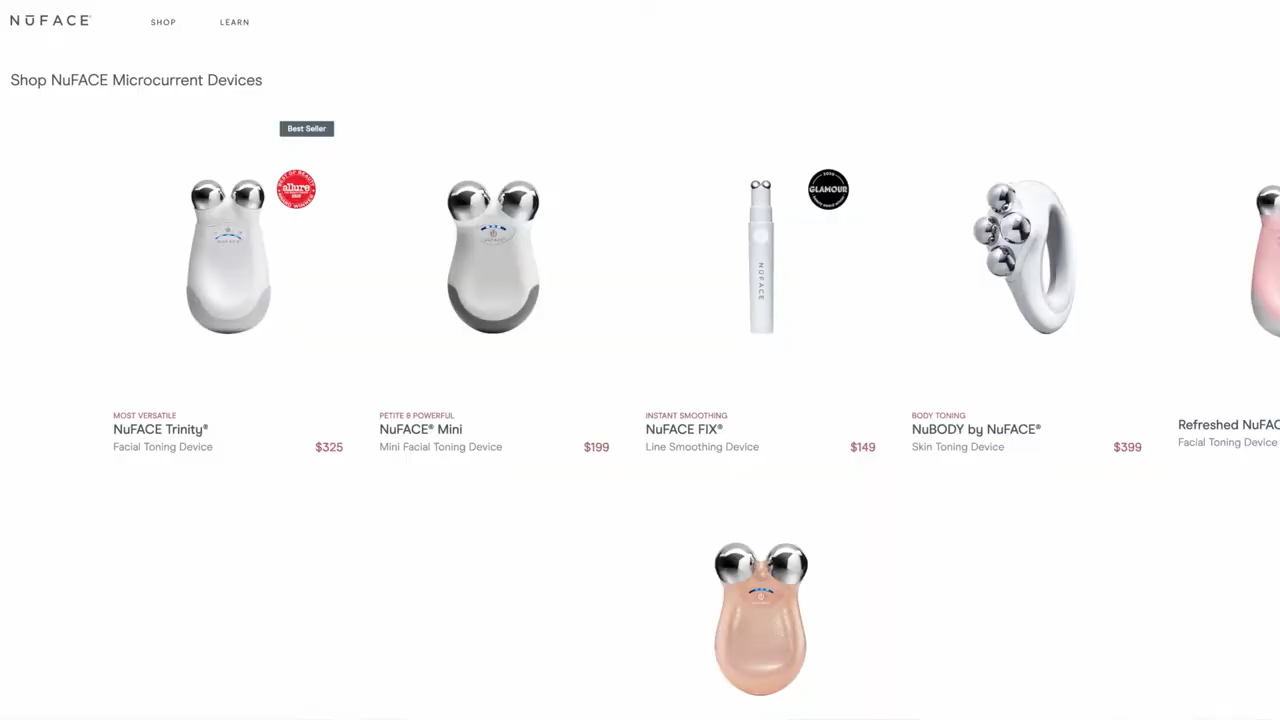 NUFACE
SHOP
LEARN
Shop NuFACE Microcurrent Devices
Best Seller
allure
GLAMOUR
NUFACE
MOST VERSATILE
NuFACE Trinity®
Facial Toning Device
$325
PETITE & POWERFUL
NuFACE® Mini
Mini Facial Toning Device
$199
INSTANT SMOOTHING
NuFACE FIX®
Line Smoothing Device
$149
BODY TONING
NuBODY by NuFACE®
Skin Toning Device
$399
Refreshed NuFAC
Facial Toning Device